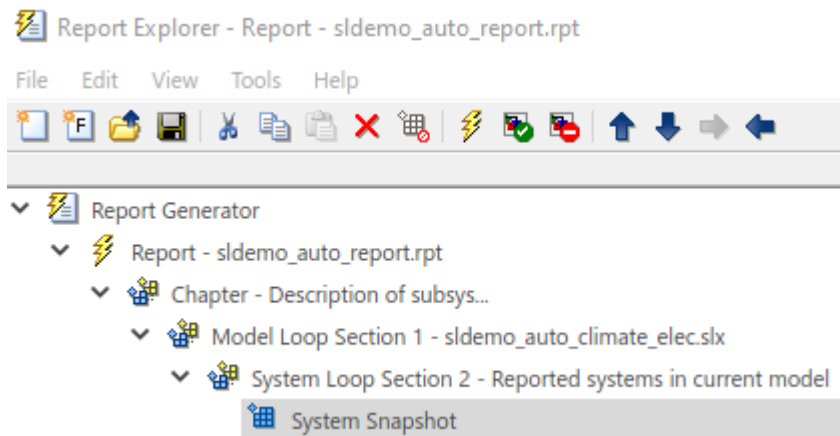 Report Explorer - Report - sldemo_auto_report.rpt
File Edit View Tools Help
F
Report Generator
Report - sldemo_auto_report.rpt
Chapter - Description of subsys...
Model Loop Section 1 - sldemo_auto_climate_elec.slx
System Loop Section 2 - Reported systems in current model
System Snapshot